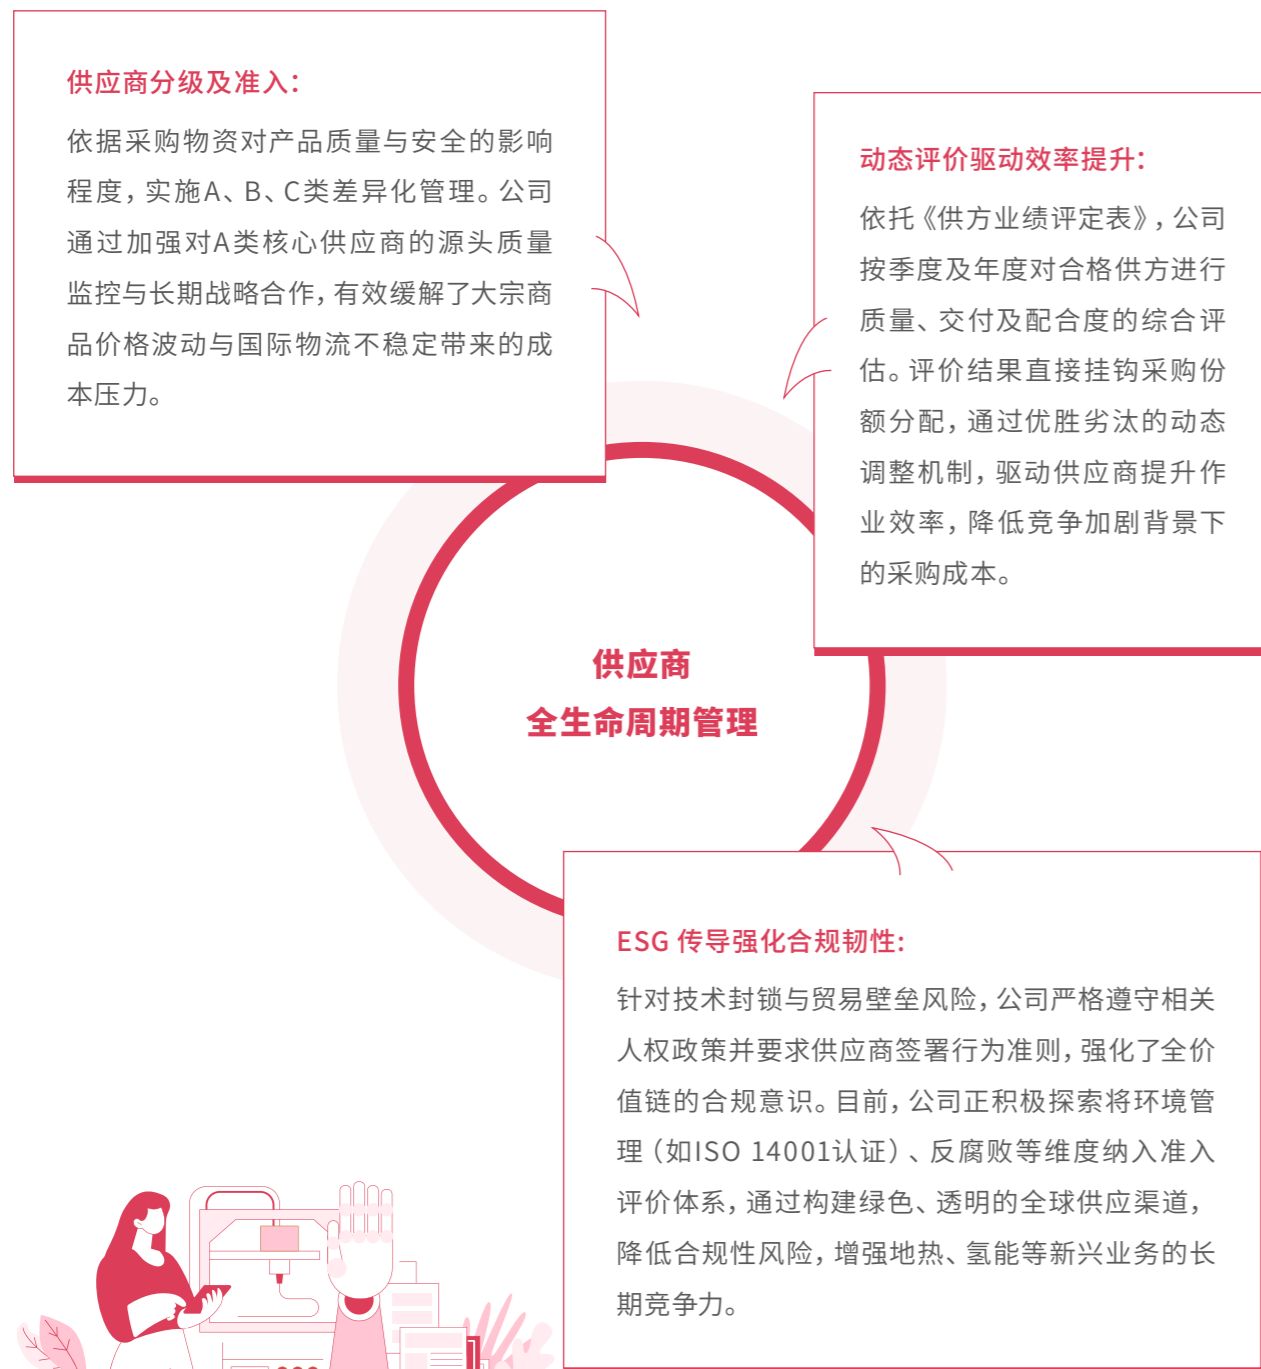 供应商分级及准入：
依据采购物资对产品质量与安全的影响
程度，实施A、B、C类差异化管理。公司
通过加强对A类核心供应商的源头质量
监控与长期战略合作，有效缓解了大宗商
品价格波动与国际物流不稳定带来的成
本压力。
动态评价驱动效率提升：
依托《供方业绩评定表》，公司
按季度及年度对合格供方进行
质量、交付及配合度的综合评
估。评价结果直接挂钩采购份
额分配，通过优胜劣汰的动态
调整机制，驱动供应商提升作
业效率，降低竞争加剧背景下
的采购成本。
供应商
全生命周期管理
ESG 传导强化合规韧性：
针对技术封锁与贸易壁垒风险，公司严格遵守相关
人权政策并要求供应商签署行为准则，强化了全价
值链的合规意识。目前，公司正积极探索将环境管
理（如ISO 14001认证）、反腐败等维度纳入准入
评价体系，通过构建绿色、透明的全球供应渠道，
降低合规性风险，增强地热、氢能等新兴业务的长
期竞争力。